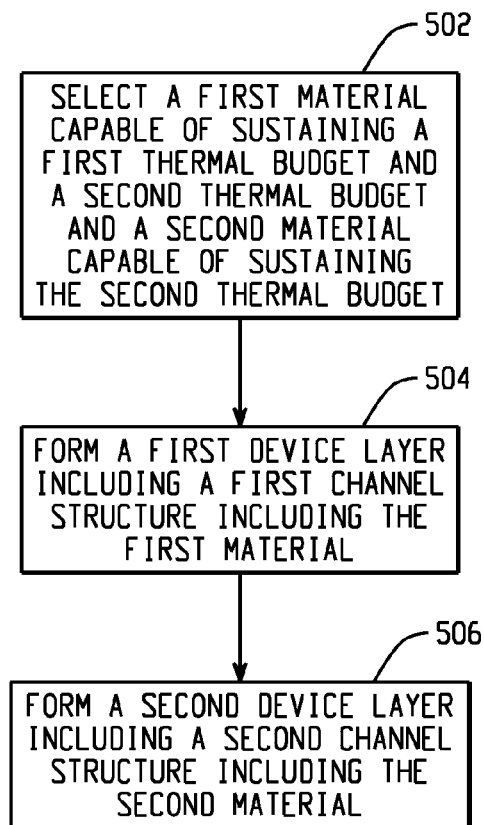 502
SELECT A FIRST MATERIAL
CAPABLE OF SUSTAINING A
FIRST THERMAL BUDGET AND
A SECOND THERMAL BUDGET
AND A SECOND MATERIAL
CAPABLE OF SUSTAINING
THE SECOND THERMAL BUDGET
504
FORM A FIRST DEVICE LAYER
INCLUDING A FIRST CHANNEL
STRUCTURE INCLUDING THE
FIRST MATERIAL
506
FORM A SECOND DEVICE LAYER
INCLUDING A SECOND CHANNEL
STRUCTURE INCLUDING THE
SECOND MATERIAL